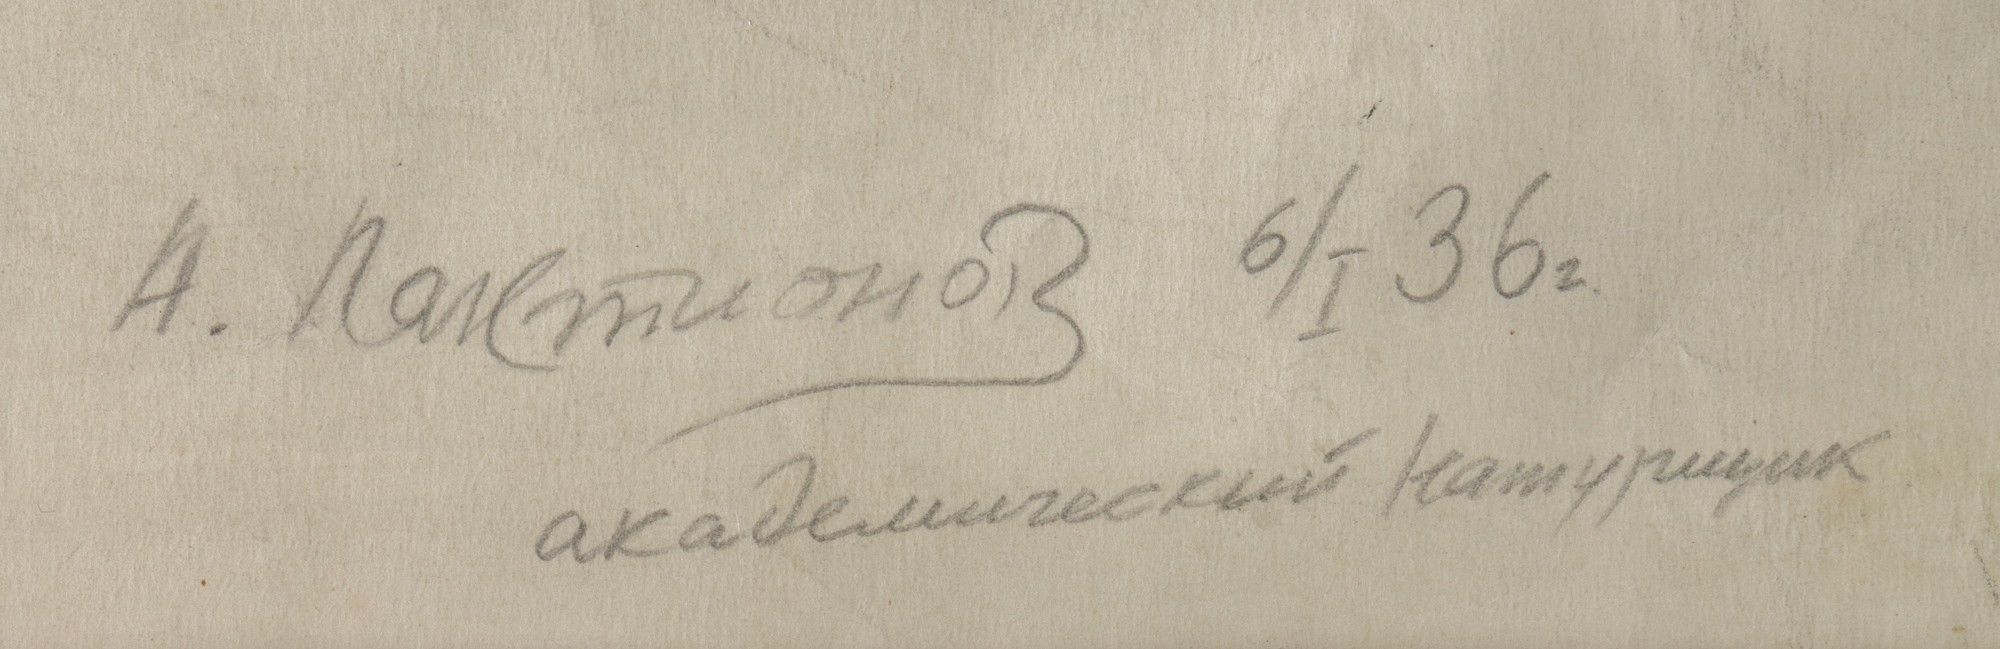 А. Лактионов 6/I 36г.
академический натурщик